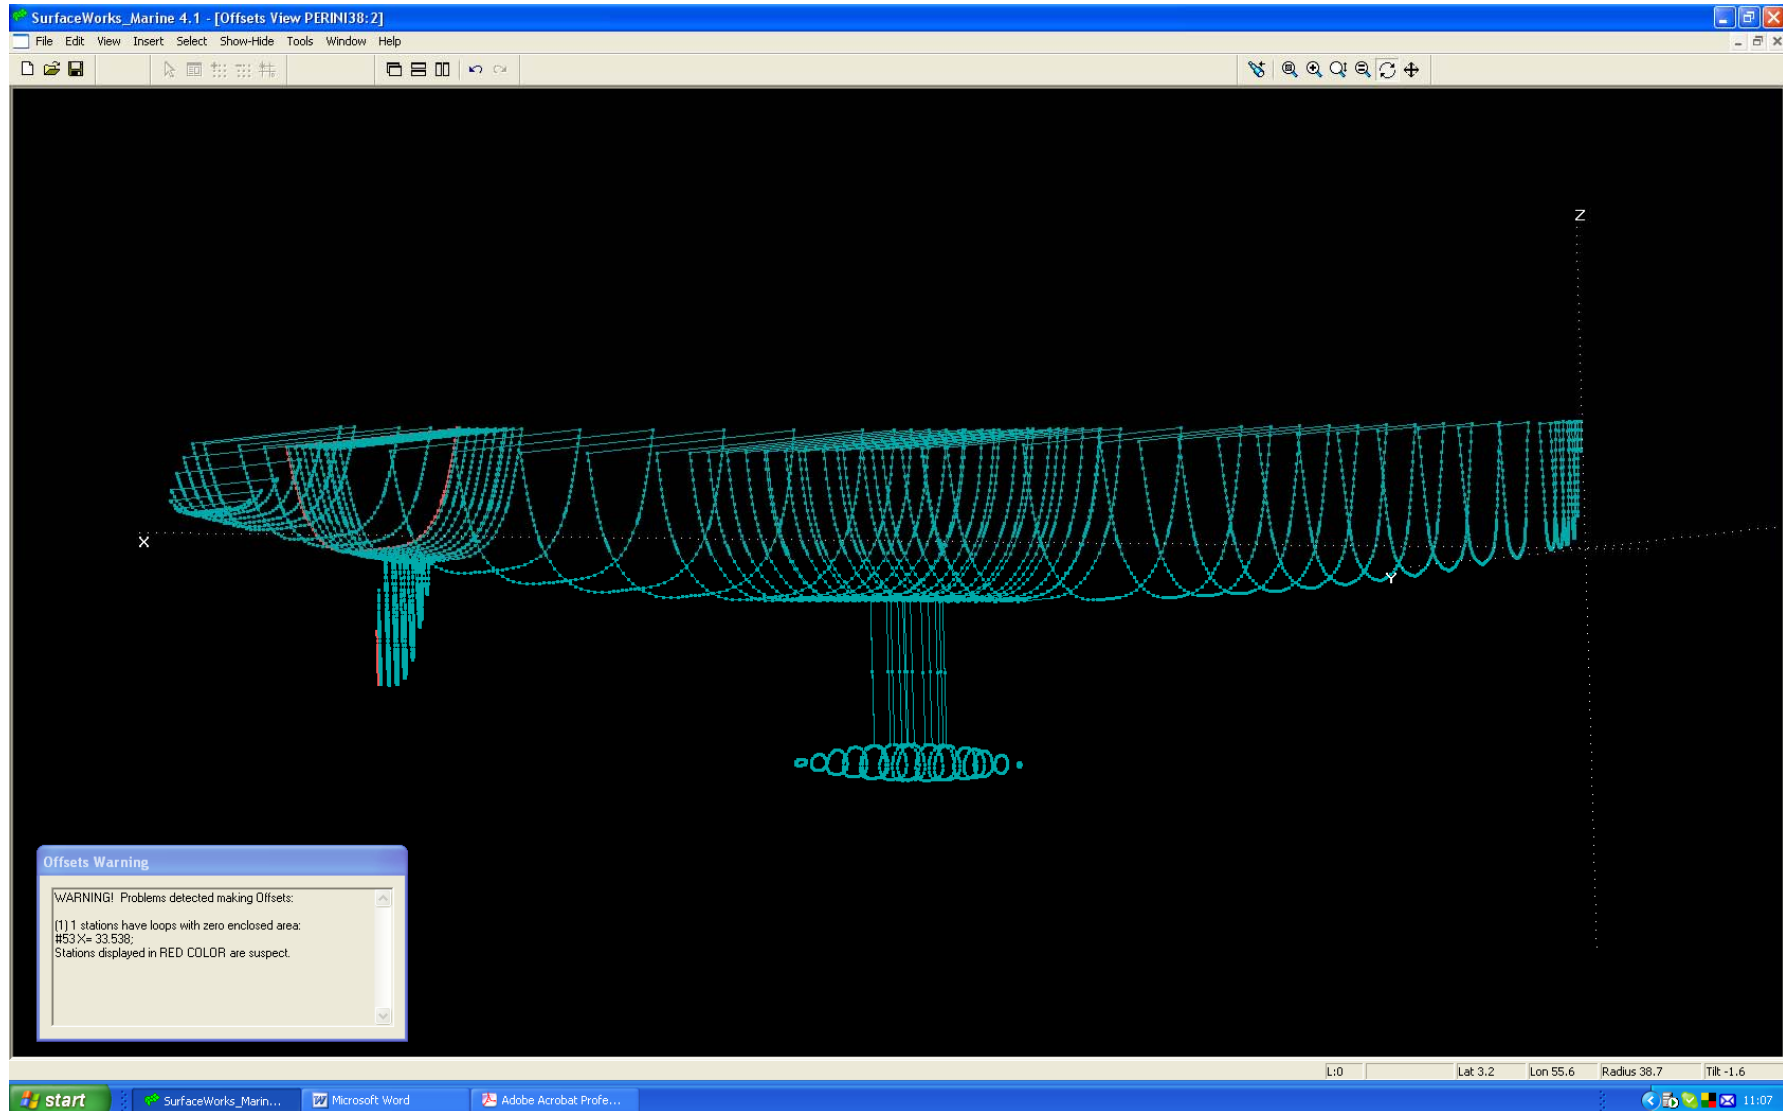 SurfaceWorks_Marine 4.1 - [Offsets View PERINI38:2]
File Edit View Insert Select Show-Hide Tools Window Help
Z
X
Y
Offsets Warning
WARNING! Problems detected making Offsets:
(1) 1 stations have loops with zero enclosed area:
#53 X= 33.538;
Stations displayed in RED COLOR are suspect.
L:0 Lat 3.2 Lon 55.6 Radius 38.7 Tilt -1.6
start SurfaceWorks_Marin... Microsoft Word Adobe Acrobat Profe... 11:07